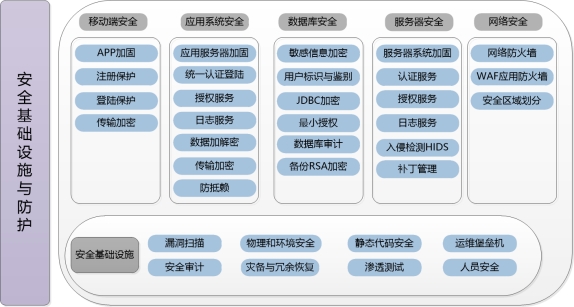 安全基础设施与防护
移动端安全
APP加固
注册保护
登陆保护
传输加密
应用系统安全
应用服务器加固
统一认证登陆
授权服务
日志服务
数据加解密
传输加密
防抵赖
数据库安全
敏感信息加密
用户标识与鉴别
JDBC加密
最小授权
数据库审计
备份RSA加密
服务器安全
服务器系统加固
认证服务
授权服务
日志服务
入侵检测HIDS
补丁管理
网络安全
网络防火墙
WAF应用防火墙
安全区域划分
安全基础设施
漏洞扫描
物理和环境安全
静态代码安全
运维堡垒机
安全审计
灾备与冗余恢复
渗透测试
人员安全